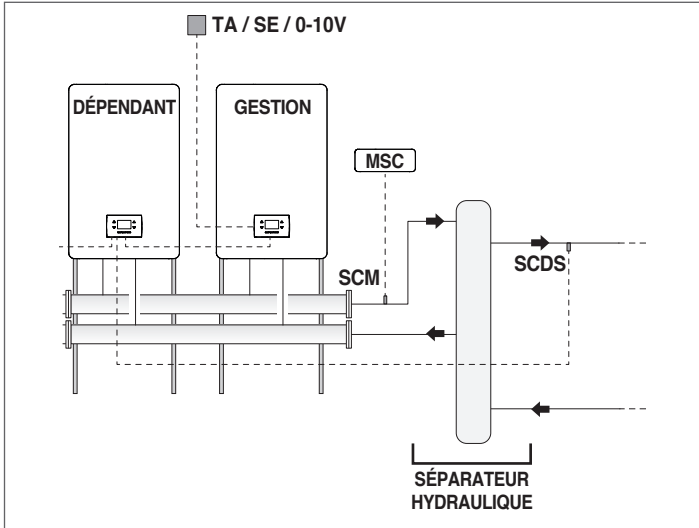 TA / SE / 0-10V
DÉPENDANT
GESTION
MSC
SCM
SCDS
SÉPARATEUR
HYDRAULIQUE